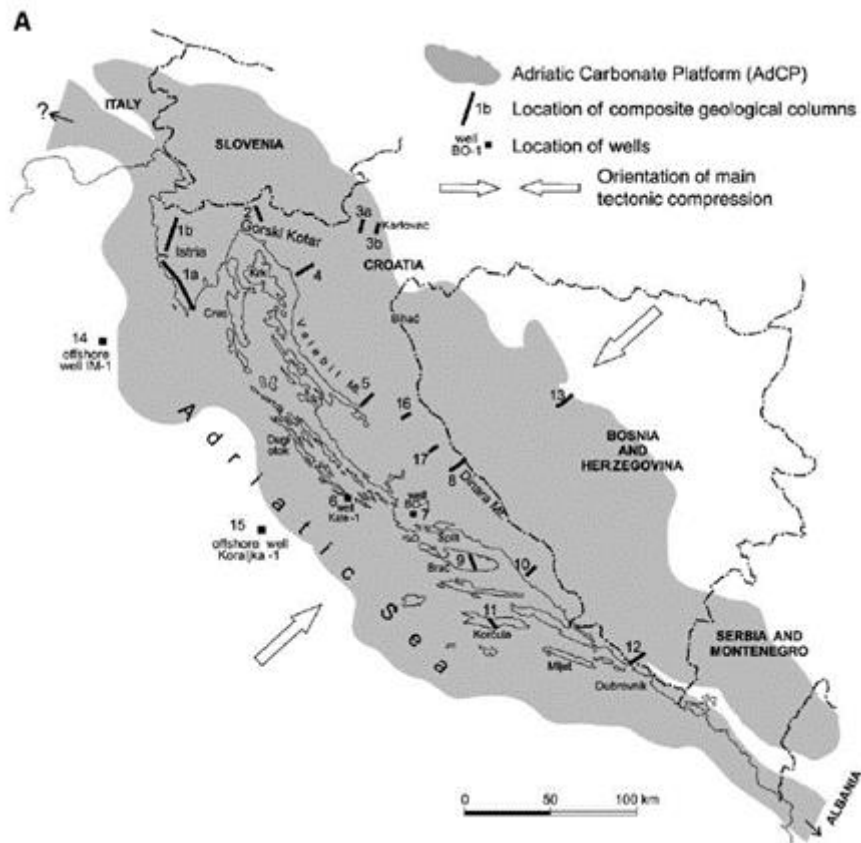 A
Adriatic Carbonate Platform (AdCP)
1b Location of composite geological columns
well
BO-1 Location of wells
Orientation of main
tectonic compression
?
ITALY
SLOVENIA
2
Gorski Kotar
3a
3b
Karlovac
CROATIA
1b
Istria
1a
Krk
Cres
4
Bihać
Velebit Mt.
14
offshore
well IM-1
5
16
13
BOSNIA
AND
HERZEGOVINA
17
8
Dinara Mt.
Dugi
otok
6
well
Kate-1
well
BO-1
7
15
offshore well
Koraljka -1
Adriatic Sea
Split
Brač
9
10
11
Korčula
12
Mljet
Dubrovnik
SERBIA AND
MONTENEGRO
ALBANIA
0 50 100 km